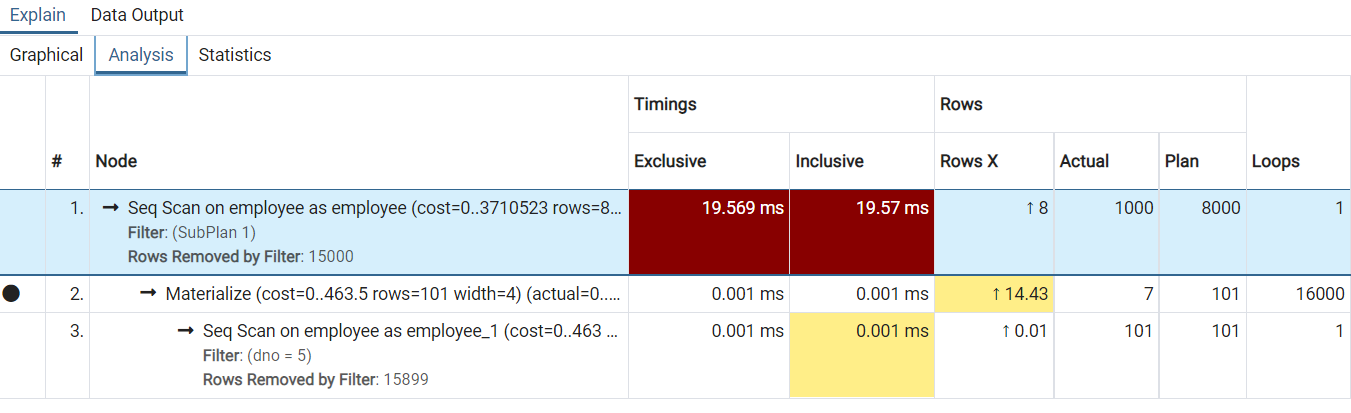 Explain Data Output
Graphical Analysis Statistics
Timings Rows
# Node Exclusive Inclusive Rows X Actual Plan Loops
1. → Seq Scan on employee as employee (cost=0..3710523 rows=8... 19.569 ms 19.57 ms ↑ 8 1000 8000 1
Filter: (SubPlan 1)
Rows Removed by Filter: 15000
2. → Materialize (cost=0..463.5 rows=101 width=4) (actual=0..... 0.001 ms 0.001 ms ↑ 14.43 7 101 16000
3. → Seq Scan on employee as employee_1 (cost=0..463 ... 0.001 ms 0.001 ms ↑ 0.01 101 101 1
Filter: (dno = 5)
Rows Removed by Filter: 15899